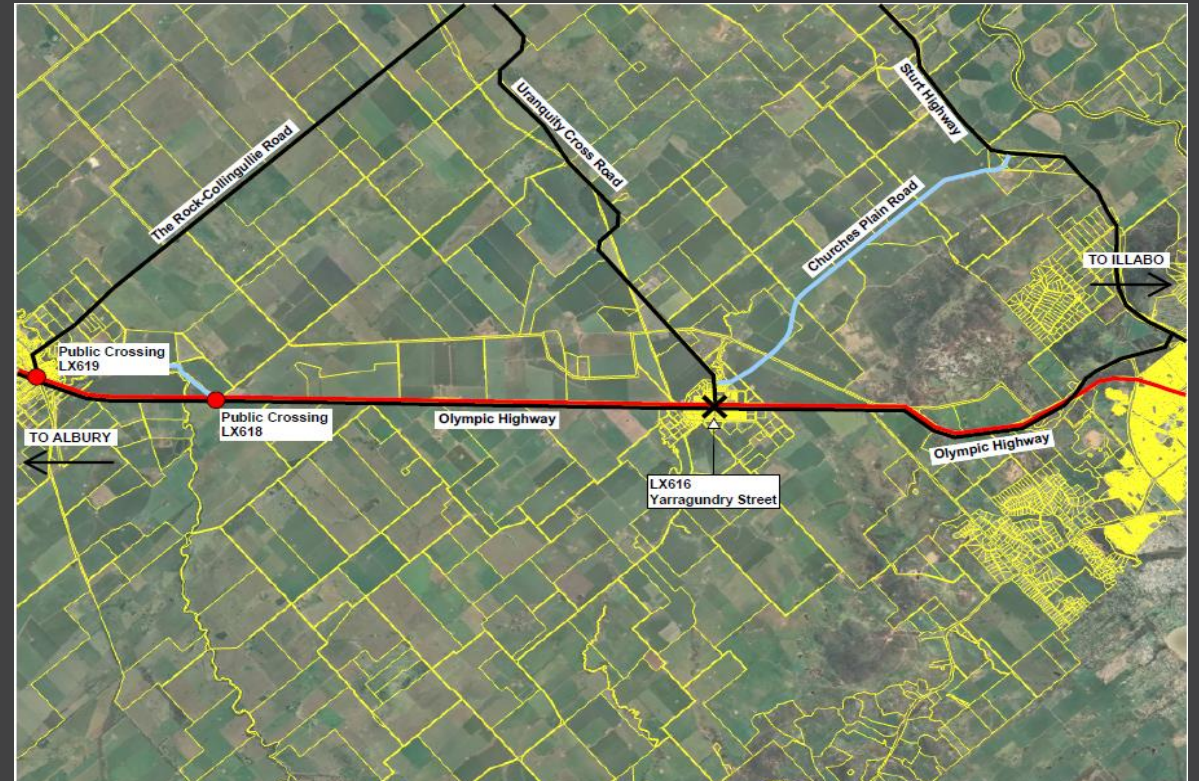 Sturt Highway
Uranquity Cross Road
The Rock-Collingullie Road
Churches Plain Road
TO ILLABO
Public Crossing
LX619
Public Crossing
LX618
Olympic Highway
TO ALBURY
Olympic Highway
LX616
Yarragundry Street